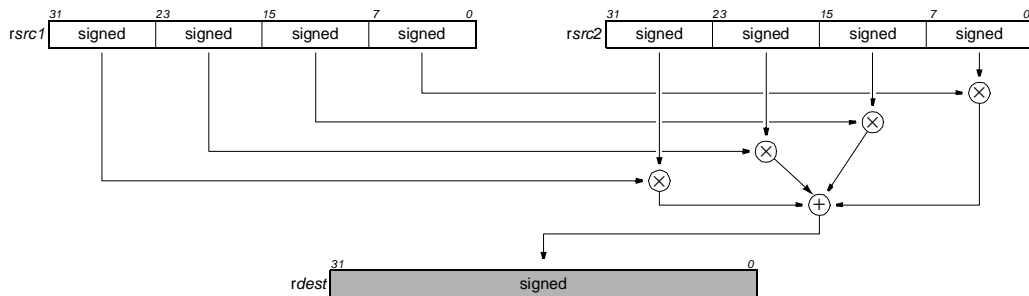 31 23 15 7 0 31 23 15 7 0
rsrc1 signed signed signed signed rsrc2 signed signed signed signed
31 0
rdest signed